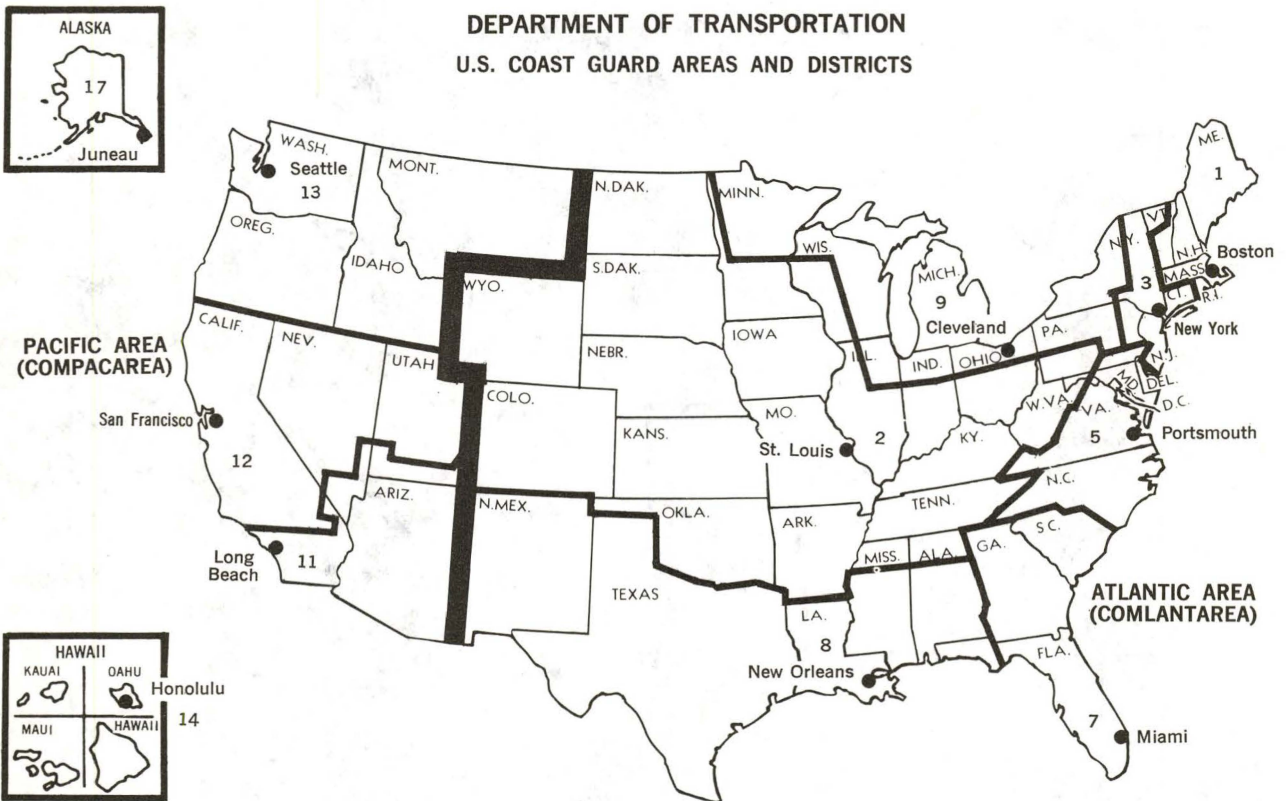 DEPARTMENT OF TRANSPORTATION
U.S. COAST GUARD AREAS AND DISTRICTS
ALASKA
17
Juneau
WASH.
Seattle
13
MONT.
N.DAK.
MINN.
ME.
1
OREG.
IDAHO
WYO.
S.DAK.
WIS.
MICH.
9
Cleveland
N.Y.
VT.
N.H.
Boston
MASS.
3
CT.
R.I.
New York
PACIFIC AREA
(COMPACAREA)
CALIF.
NEV.
UTAH
COLO.
NEBR.
IOWA
ILL.
IND.
OHIO
PA.
N.J.
MD.
DEL.
D.C.
W.VA.
VA.
5
Portsmouth
San Francisco
12
KANS.
MO.
St. Louis
2
KY.
ARIZ.
N.MEX.
OKLA.
ARK.
TENN.
N.C.
S.C.
Long
Beach
11
TEXAS
MISS.
ALA.
GA.
LA.
8
New Orleans
FLA.
7
Miami
ATLANTIC AREA
(COMLANTAREA)
HAWAII
KAUAI
OAHU
Honolulu
14
MAUI
HAWAII